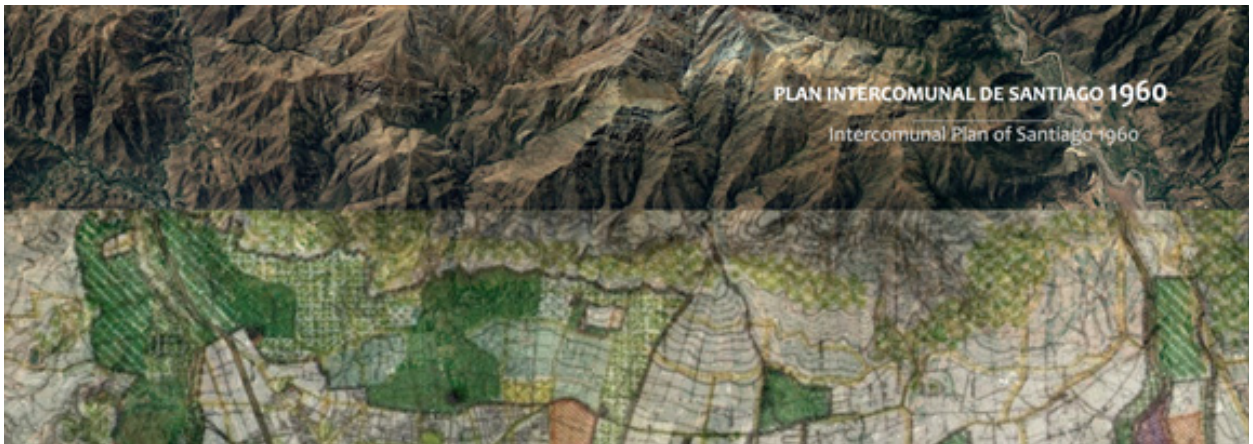 PLAN INTERCOMUNAL DE SANTIAGO 1960
Intercomunal Plan of Santiago 1960